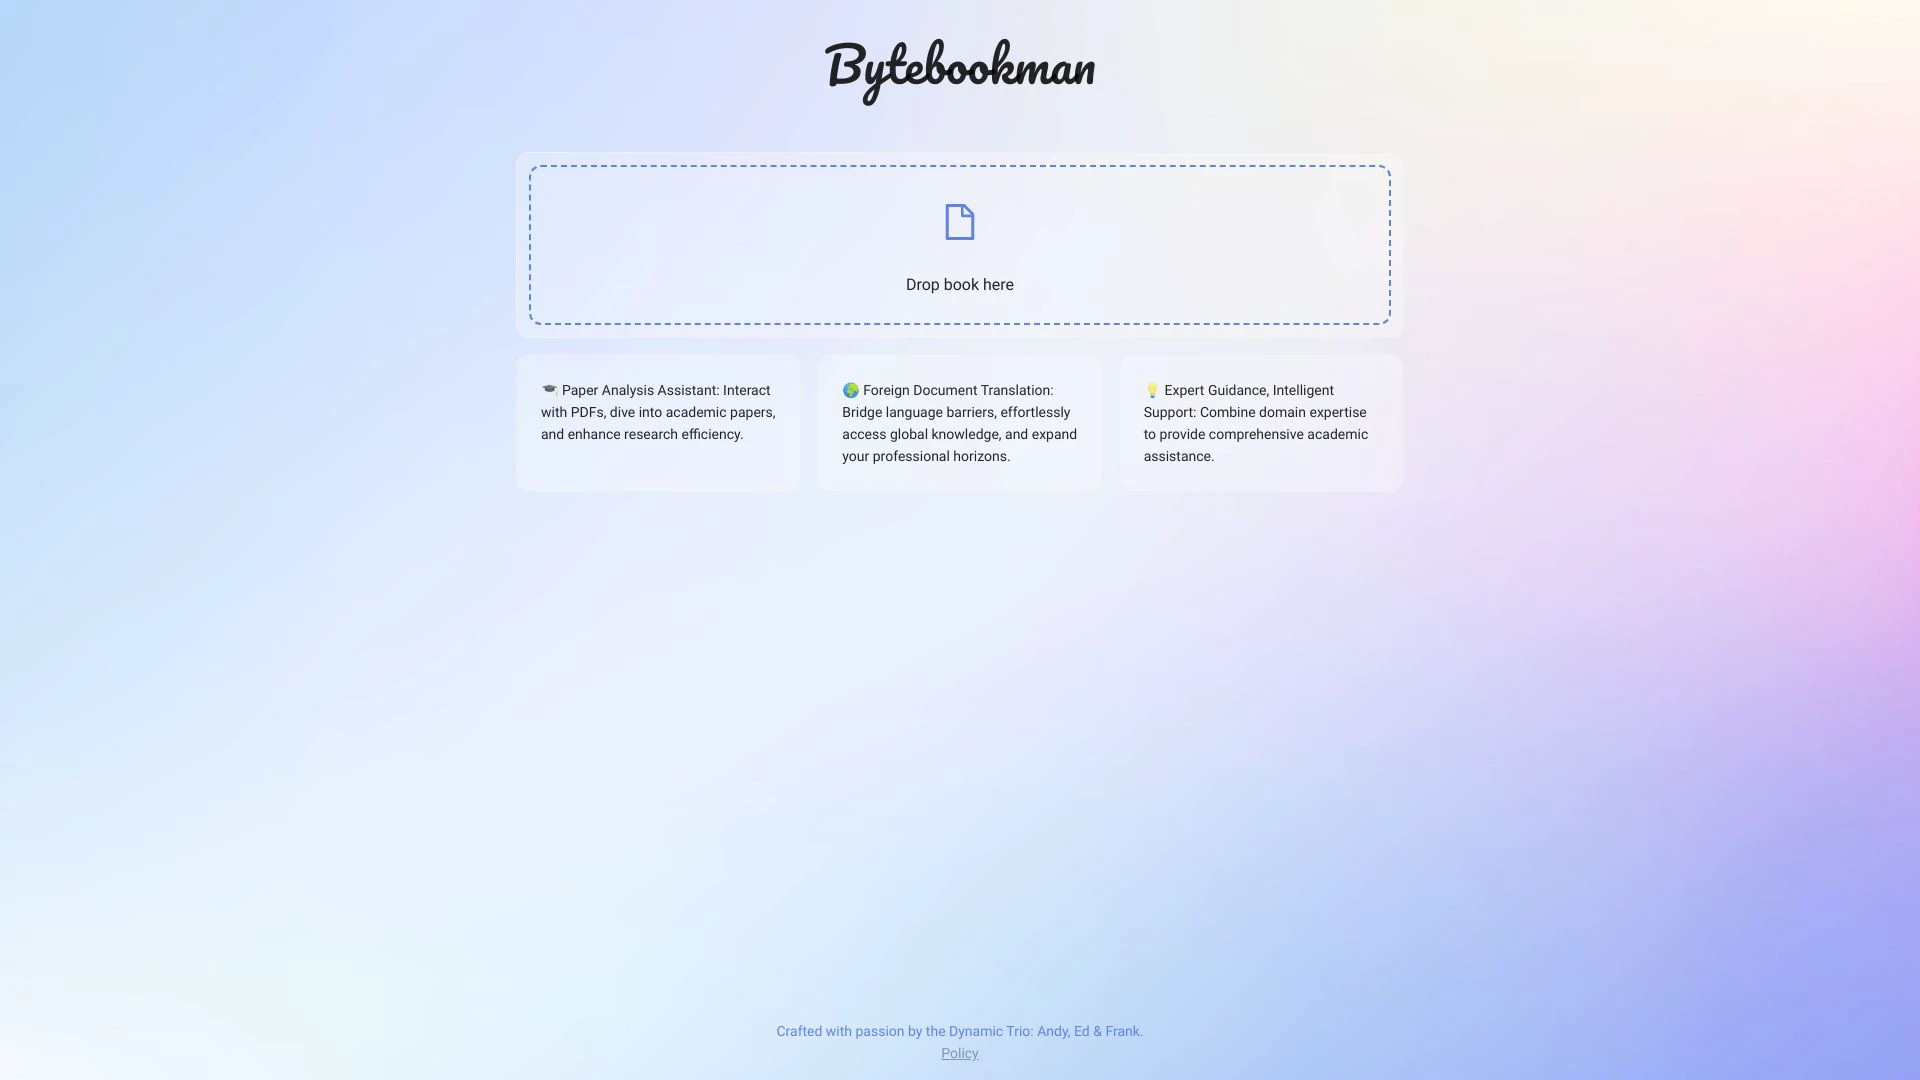 Bytebookman
Drop book here
🎓 Paper Analysis Assistant: Interact
with PDFs, dive into academic papers,
and enhance research efficiency.
🌍 Foreign Document Translation:
Bridge language barriers, effortlessly
access global knowledge, and expand
your professional horizons.
💡 Expert Guidance, Intelligent
Support: Combine domain expertise
to provide comprehensive academic
assistance.
Crafted with passion by the Dynamic Trio: Andy, Ed & Frank.
Policy